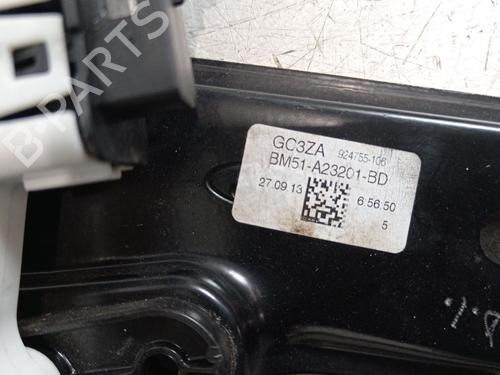 GC3ZA 924755-106
BM51-A23201-BD
27.09.13 6:56:50
5
B-PARTS